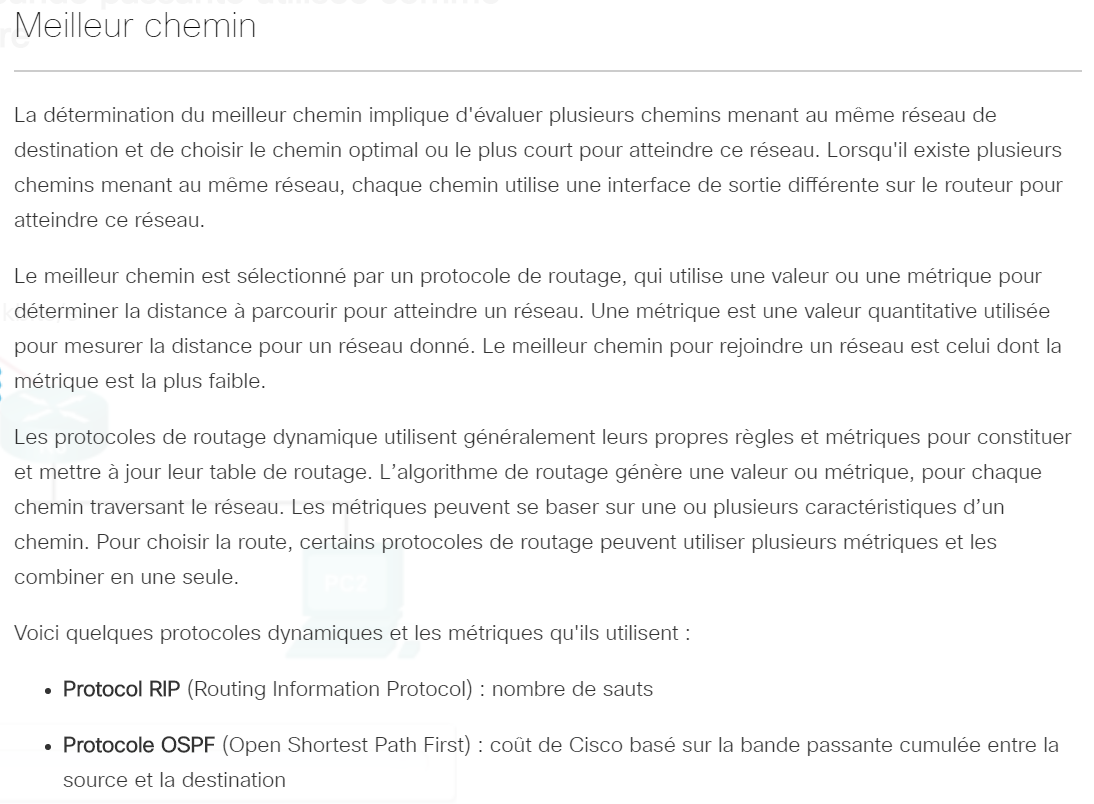 Meilleur chemin
La détermination du meilleur chemin implique d'évaluer plusieurs chemins menant au même réseau de
destination et de choisir le chemin optimal ou le plus court pour atteindre ce réseau. Lorsqu'il existe plusieurs
chemins menant au même réseau, chaque chemin utilise une interface de sortie différente sur le routeur pour
atteindre ce réseau.
Le meilleur chemin est sélectionné par un protocole de routage, qui utilise une valeur ou une métrique pour
déterminer la distance à parcourir pour atteindre un réseau. Une métrique est une valeur quantitative utilisée
pour mesurer la distance pour un réseau donné. Le meilleur chemin pour rejoindre un réseau est celui dont la
métrique est la plus faible.
Les protocoles de routage dynamique utilisent généralement leurs propres règles et métriques pour constituer
et mettre à jour leur table de routage. L’algorithme de routage génère une valeur ou métrique, pour chaque
chemin traversant le réseau. Les métriques peuvent se baser sur une ou plusieurs caractéristiques d’un
chemin. Pour choisir la route, certains protocoles de routage peuvent utiliser plusieurs métriques et les
combiner en une seule.
PC2
Voici quelques protocoles dynamiques et les métriques qu'ils utilisent :
• Protocol RIP (Routing Information Protocol) : nombre de sauts
• Protocole OSPF (Open Shortest Path First) : coût de Cisco basé sur la bande passante cumulée entre la
source et la destination